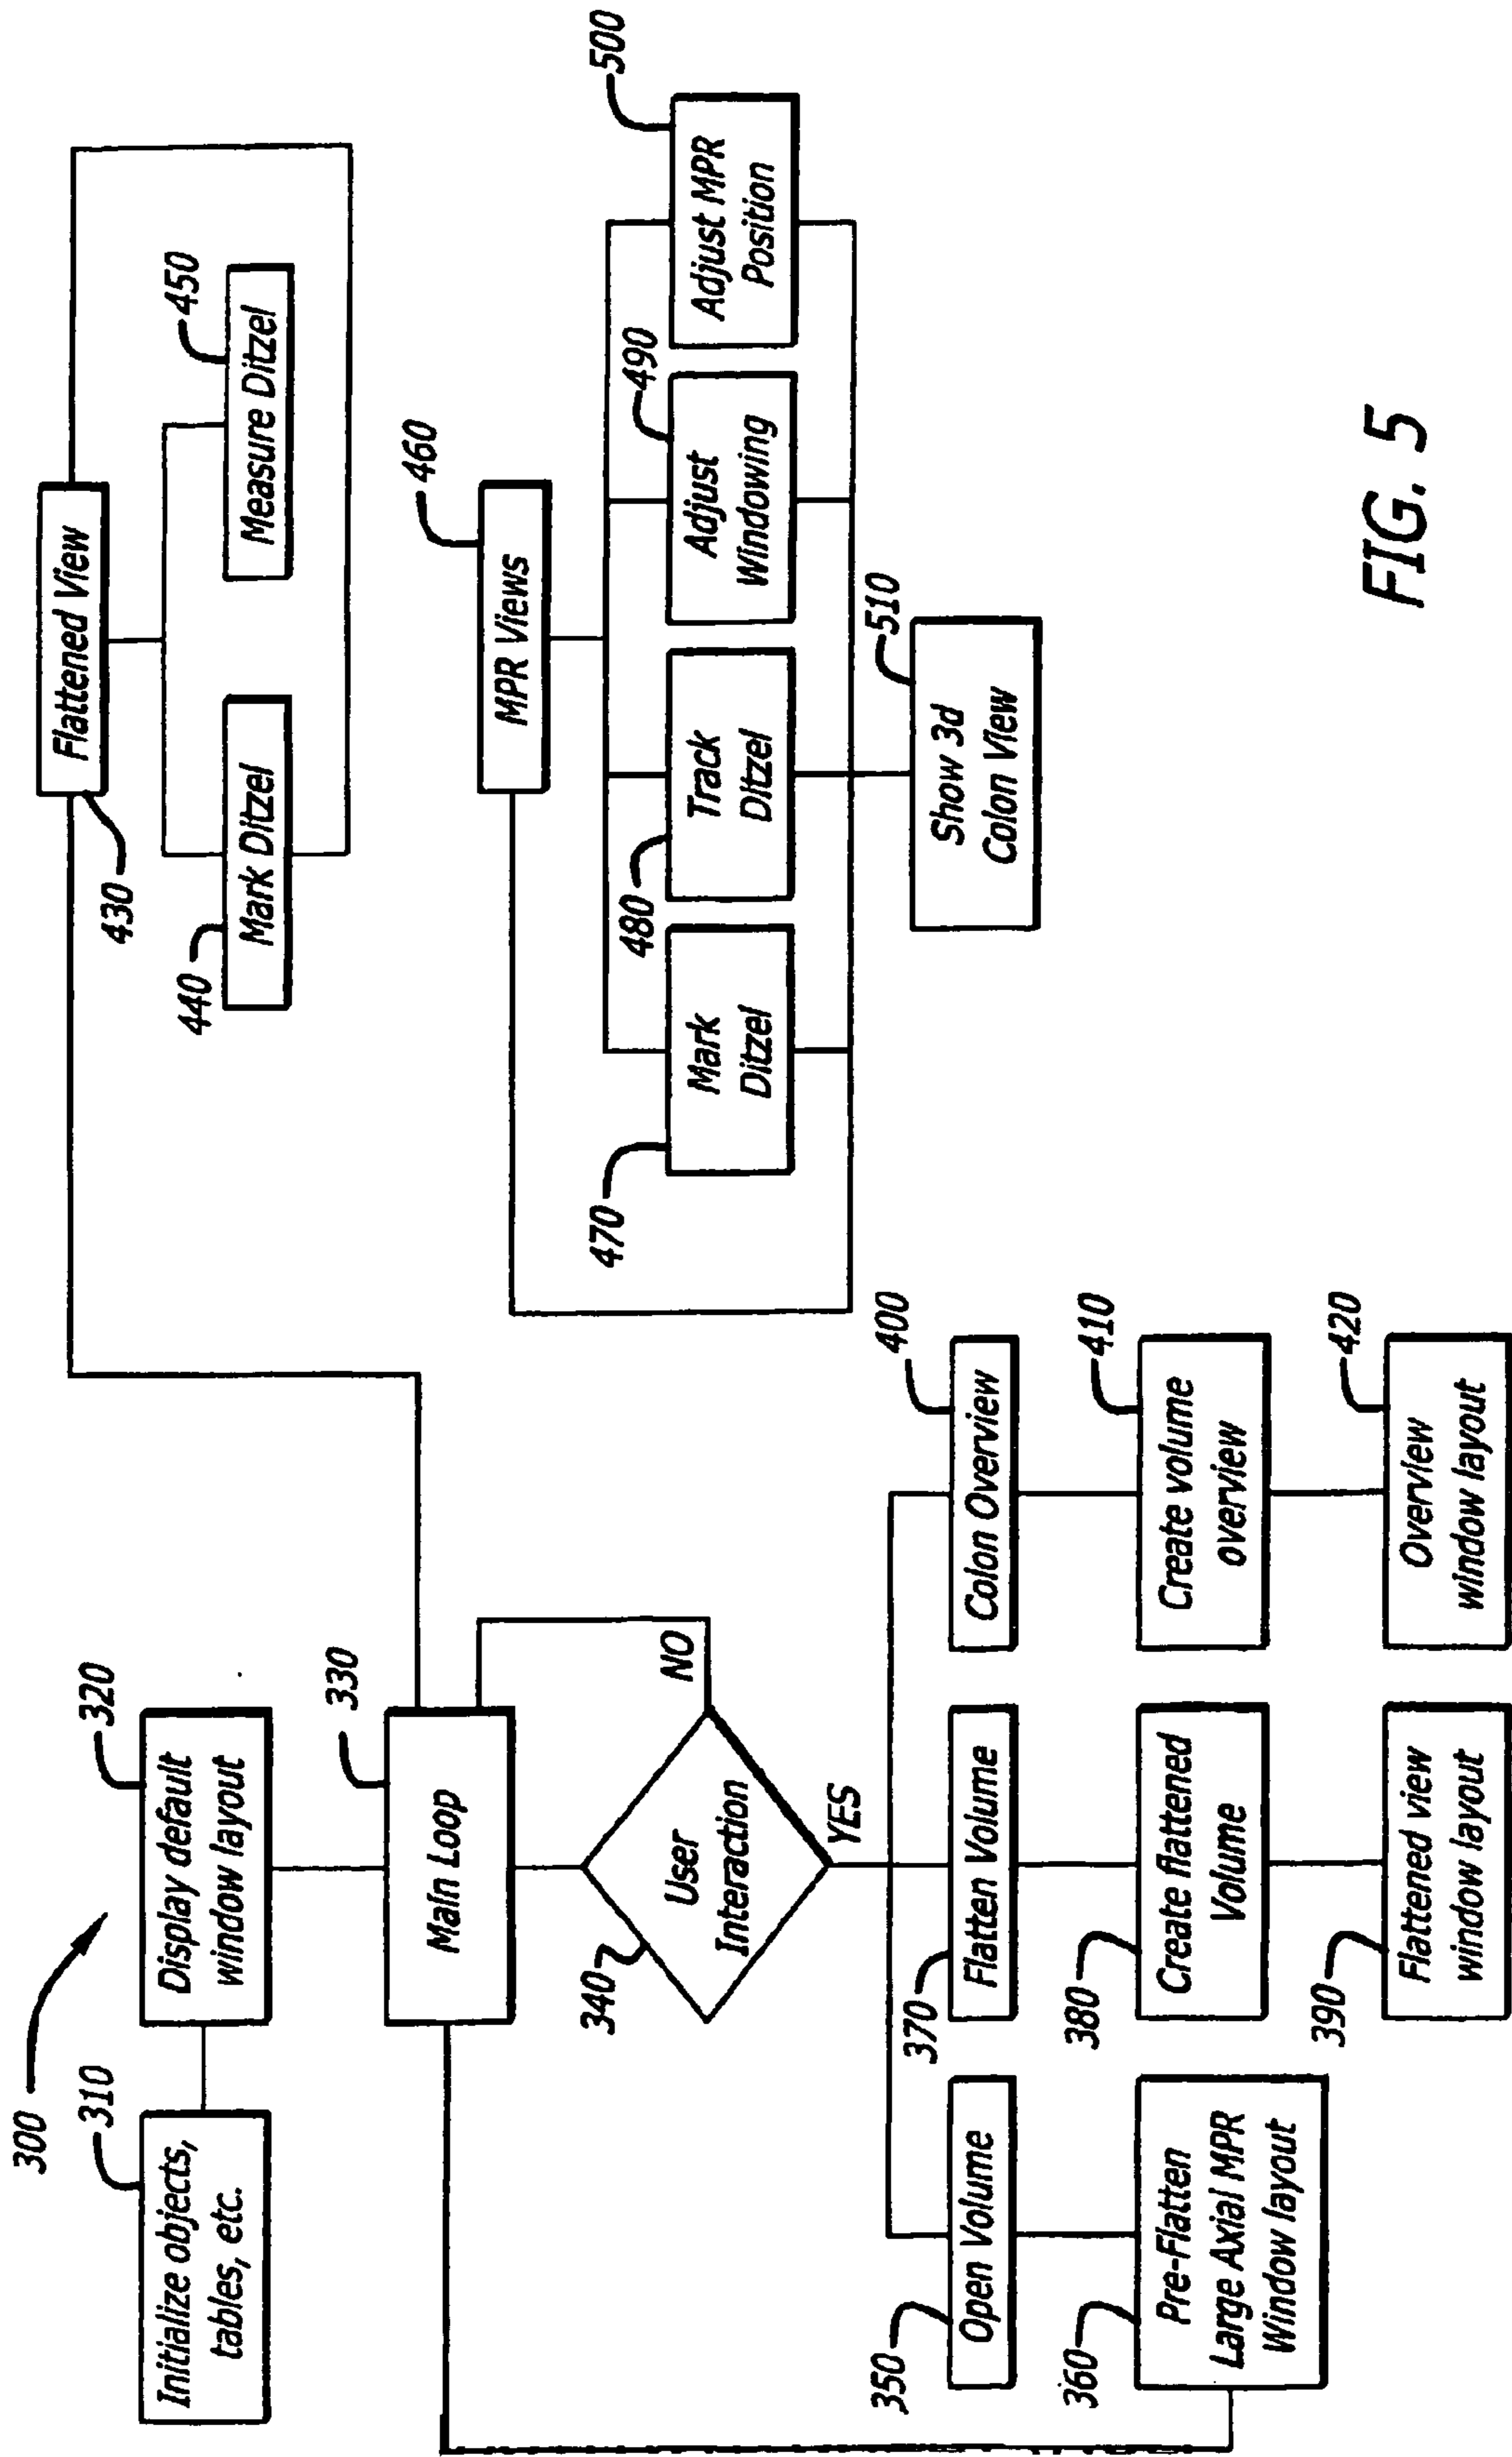 300
310
Initialize objects,
tables, etc.
320
Display default
window layout
330
Main Loop
340
User
Interaction
NO
YES
350
Open Volume
360
Pre-Flatten
Large Axial MPR
Window layout
370
Flatten Volume
380
Create flattened
Volume
390
Flattened view
window layout
400
Colon Overview
410
Create volume
overview
420
Overview
window layout
Flattened View
430
440
Mark Ditzel
450
Measure Ditzel
460
MPR Views
470
Mark
Ditzel
480
Track
Ditzel
490
Adjust
Windowing
500
Adjust MPR
Position
510
Show 3d
Colon View
FIG. 5